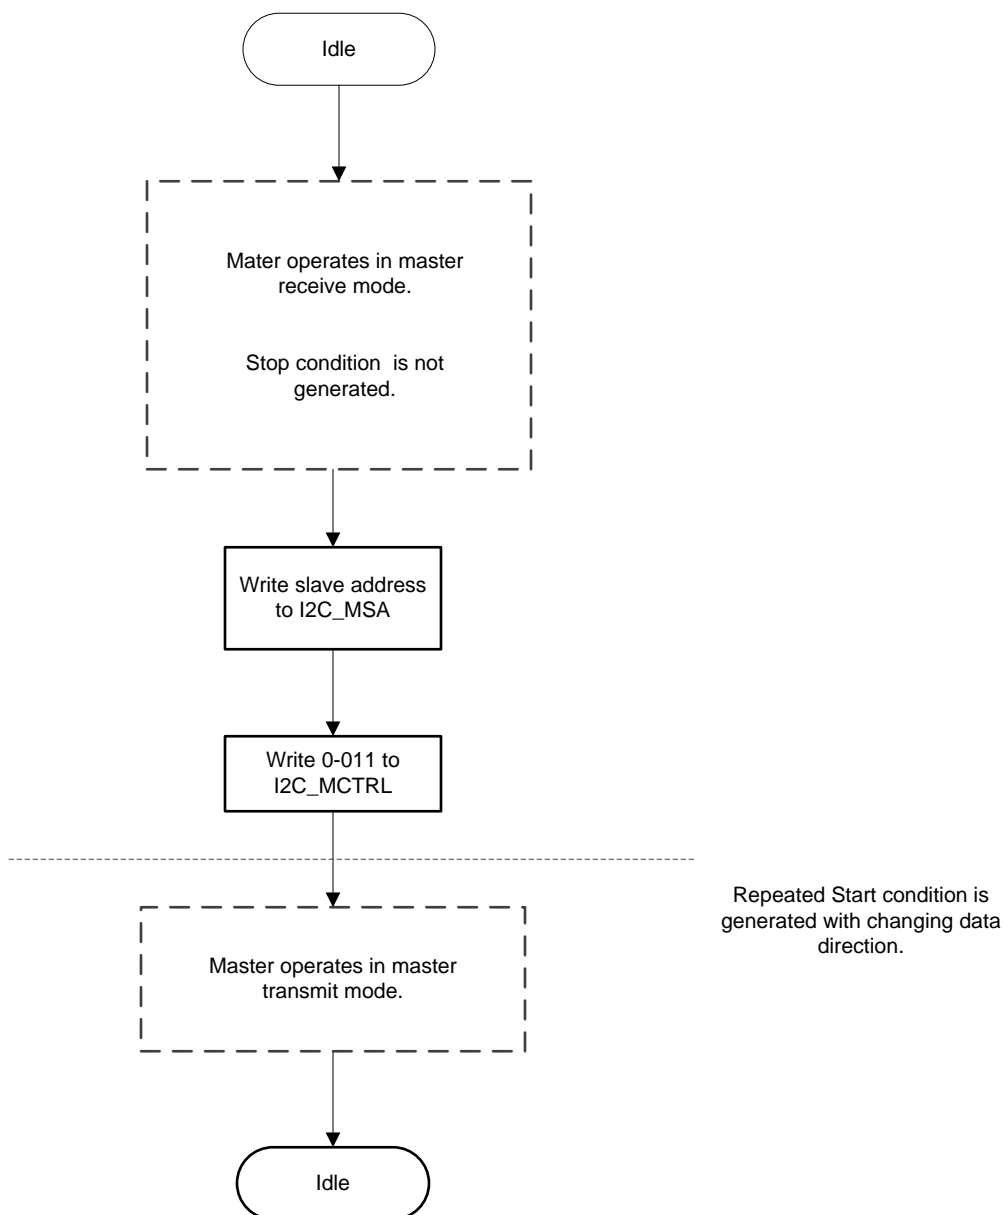 Idle
Mater operates in master
receive mode.
Stop condition  is not
generated.
Write slave address
to I2C_MSA
Write 0-011 to
I2C_MCTRL
Repeated Start condition is
generated with changing data
direction.
Master operates in master
transmit mode.
Idle